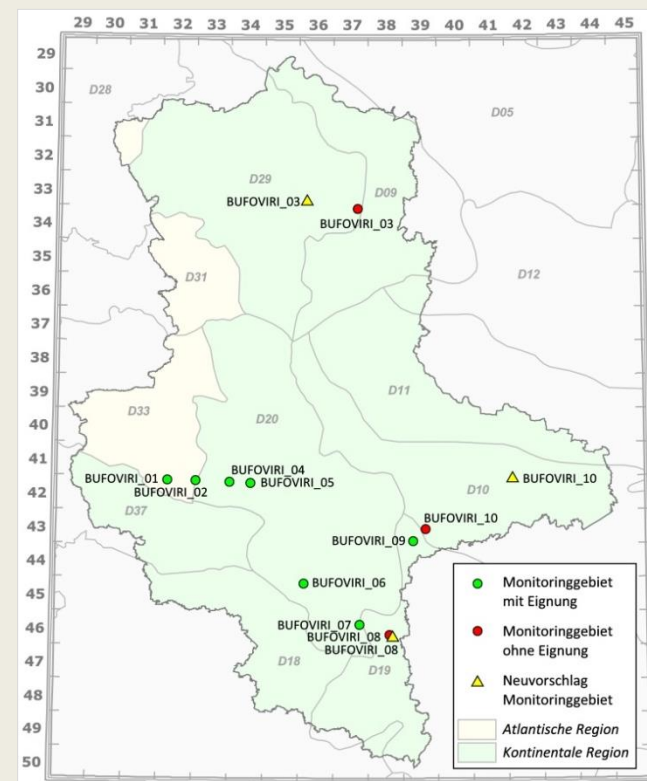 29 30 31 32 33 34 35 36 37 38 39 40 41 42 43 44 45
29
30
31
32
33
34
35
36
37
38
39
40
41
42
43
44
45
46
47
48
49
50
D28
D05
D29
D09
BUFOVIRI_03
BUFOVIRI_03
D31
D12
D11
D33
D20
BUFOVIRI_01
BUFOVIRI_02
BUFOVIRI_04
BUFOVIRI_05
BUFOVIRI_10
D10
D37
BUFOVIRI_10
BUFOVIRI_09
BUFOVIRI_06
BUFOVIRI_07
BUFOVIRI_08
BUFOVIRI_08
D18
D19
Monitoringgebiet
mit Eignung
Monitoringgebiet
ohne Eignung
Neuvorschlag
Monitoringgebiet
Atlantische Region
Kontinentale Region